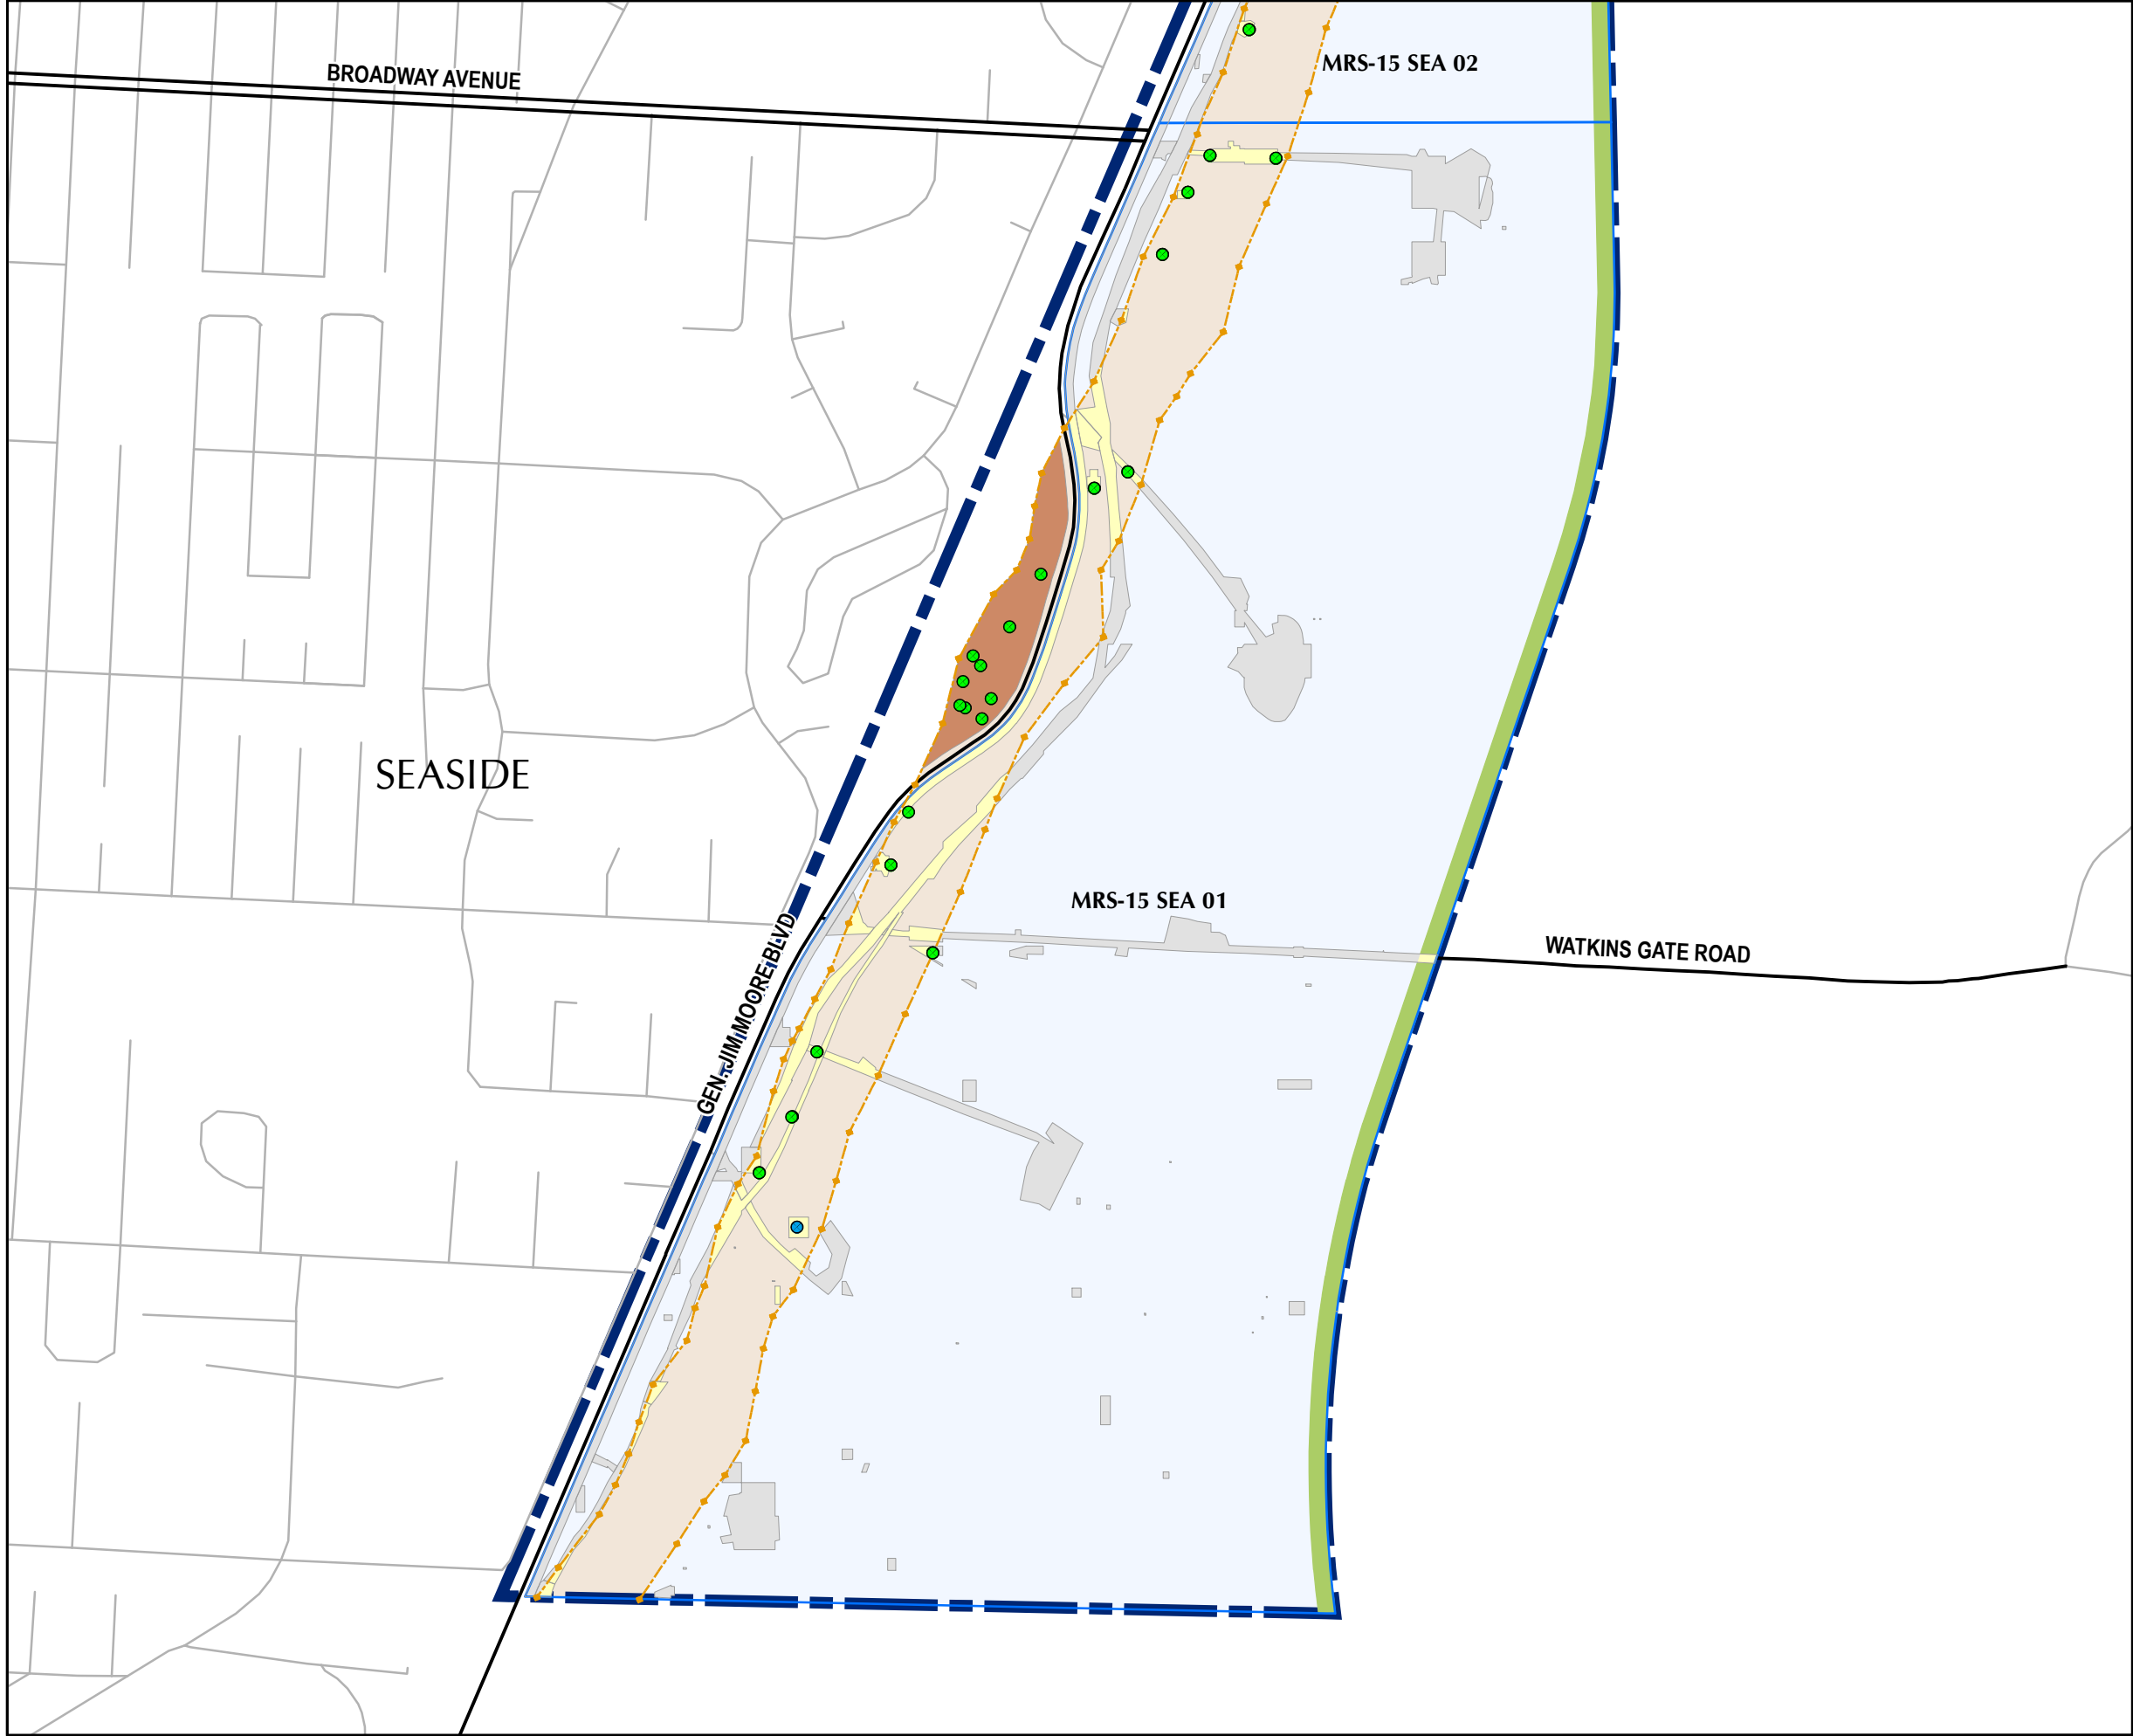 MRS-15 SEA 02
BROADWAY AVENUE
SEASIDE
MRS-15 SEA 01
WATKINS GATE ROAD
GEN. JIM MOORE BLVD